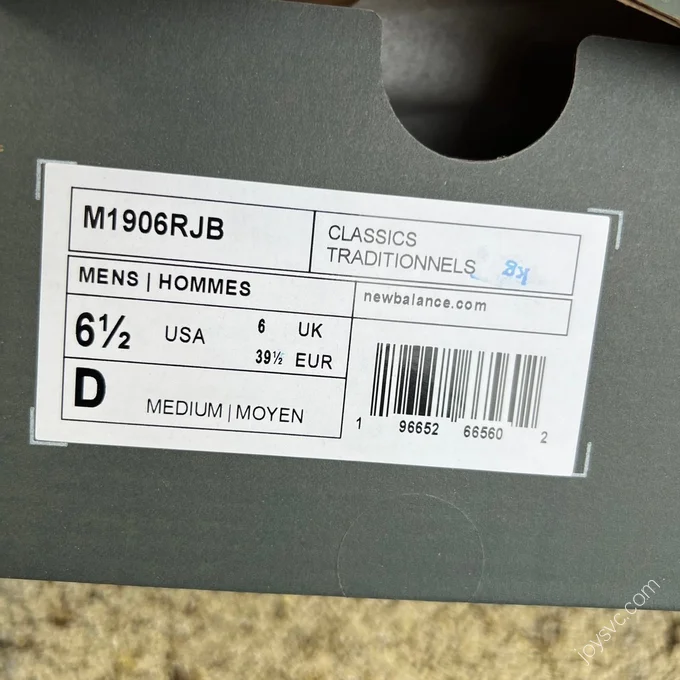 M1906RJB
CLASSICS
TRADITIONNELS
kg
MENS | HOMMES
newbalance.com
6½ USA 6 UK
39½ EUR
D MEDIUM | MOYEN
1 96652 66560 2
joysvc.com